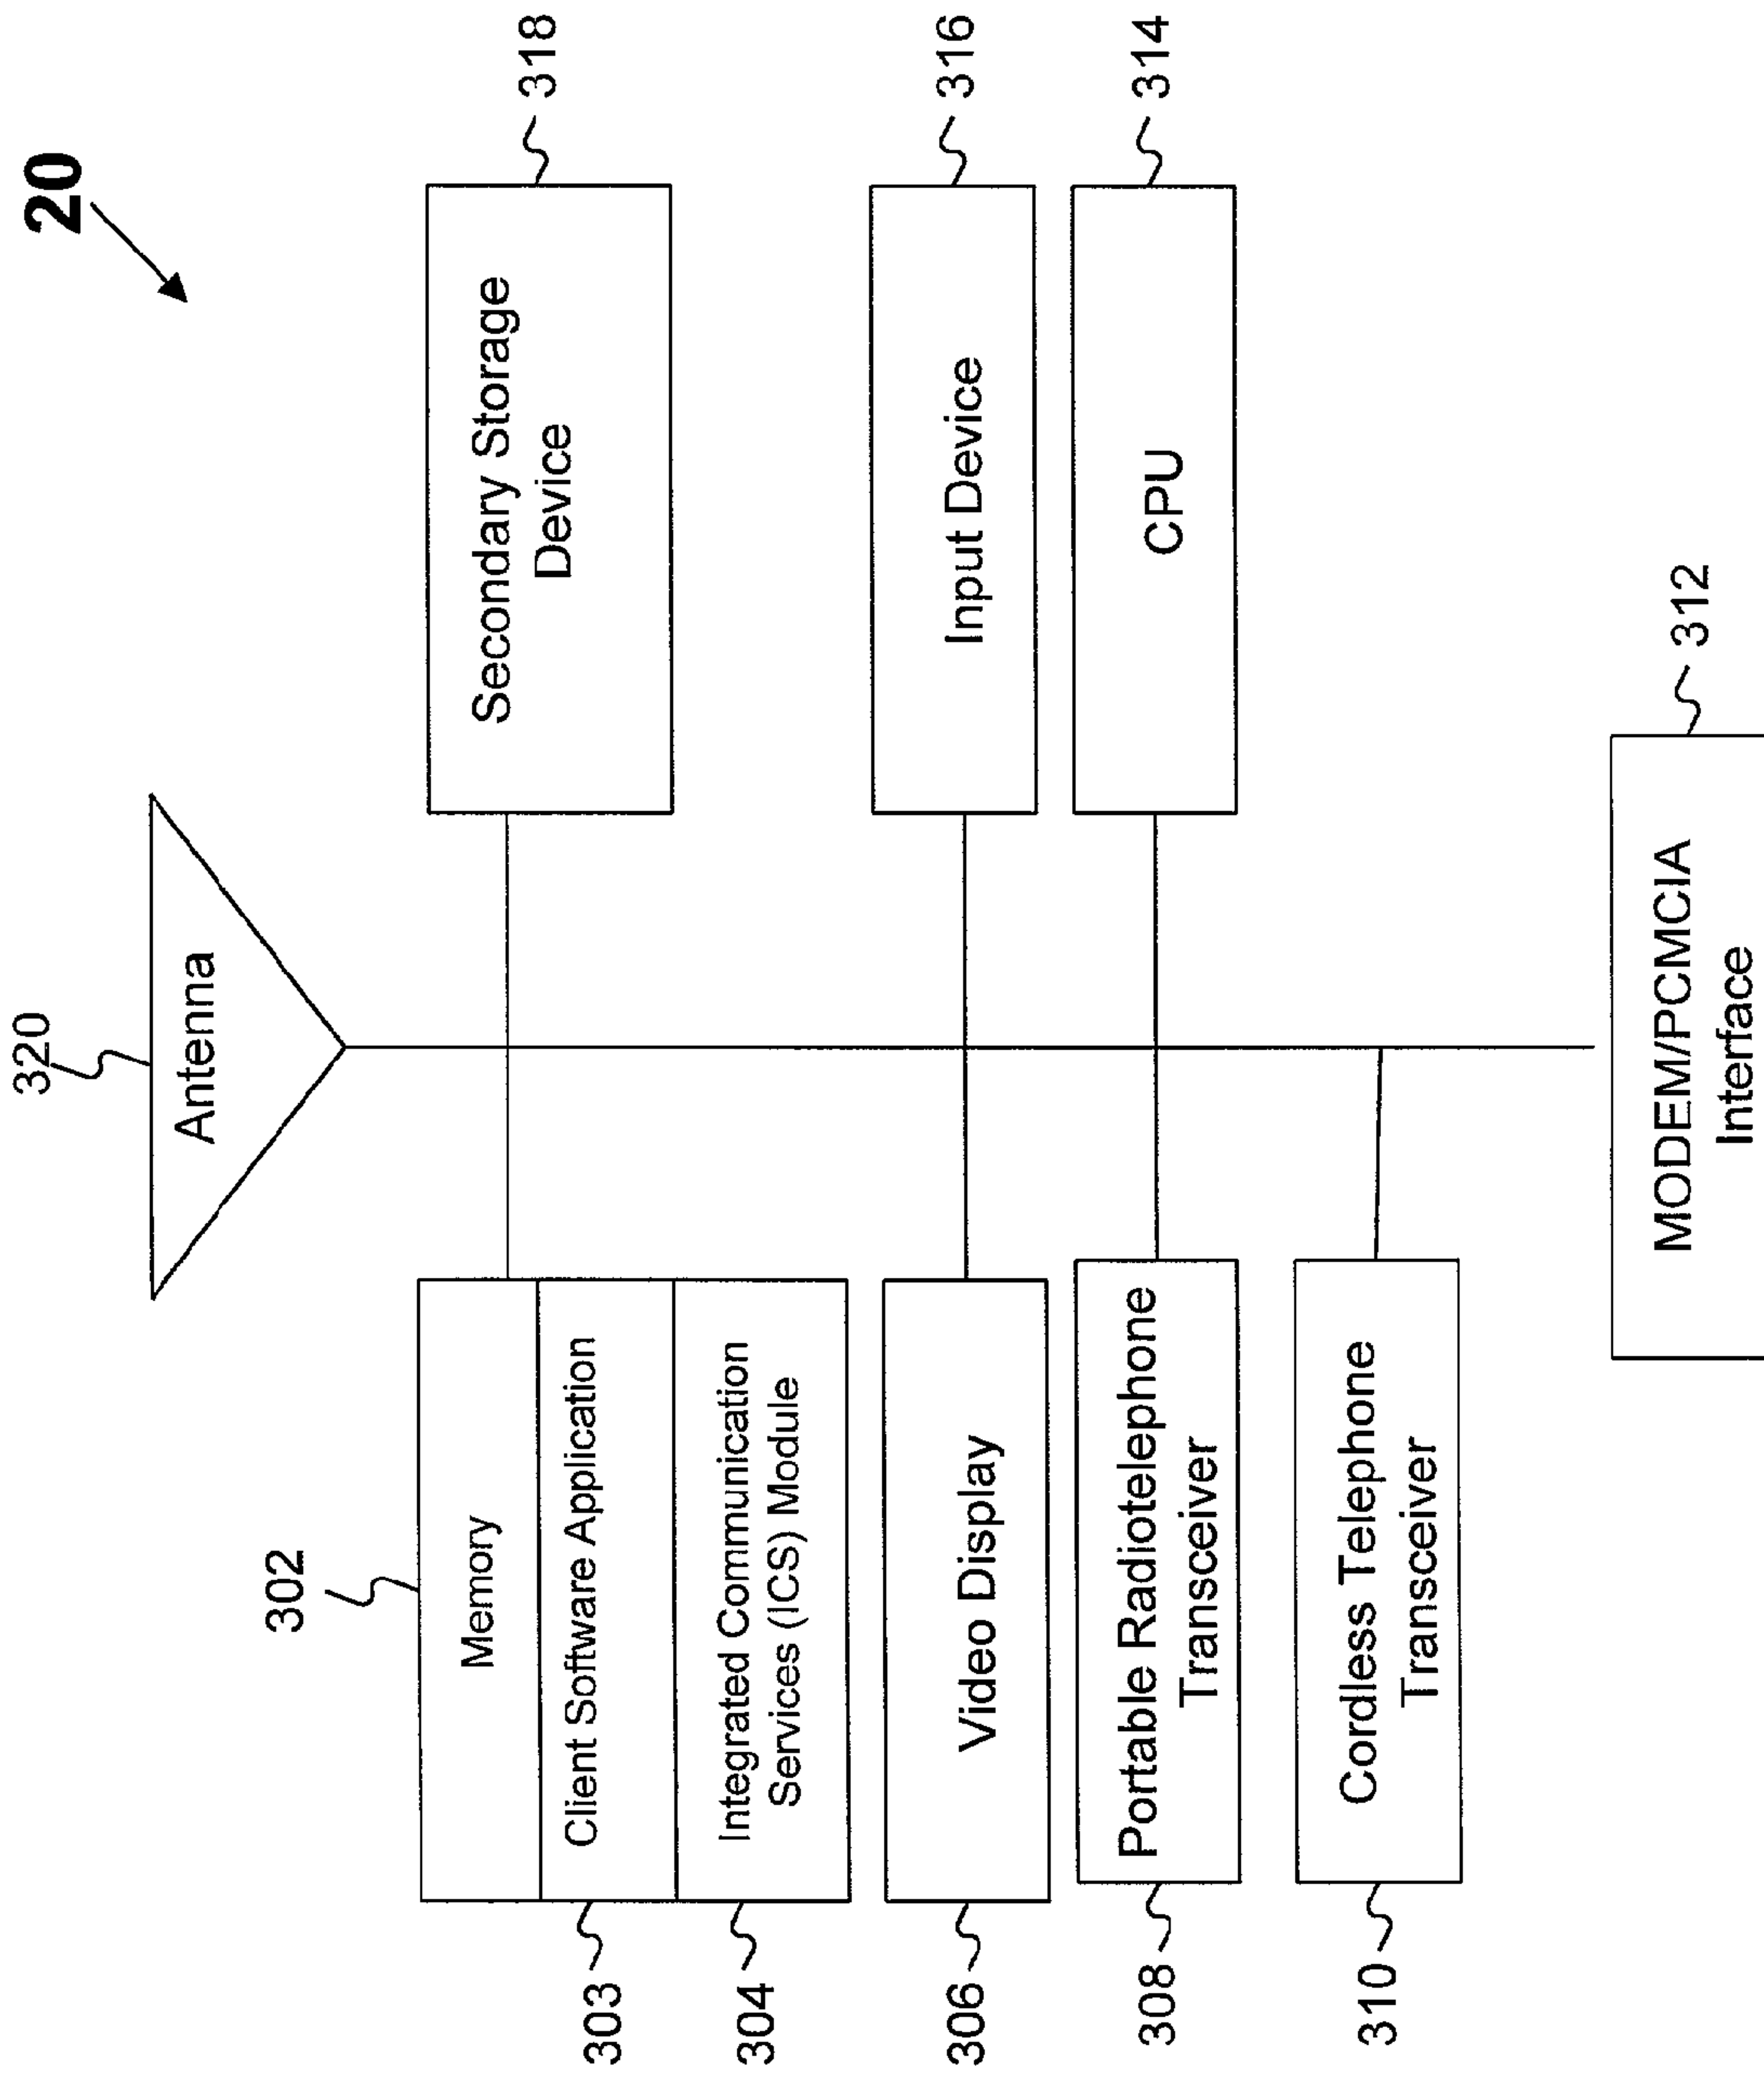 20
320
Antenna
302
Memory
303
Client Software Application
304
Integrated Communication
Services (ICS) Module
306
Video Display
308
Portable Radiotelephone
Transceiver
310
Cordless Telephone
Transceiver
318
Secondary Storage
Device
316
Input Device
314
CPU
312
MODEM/PCMCIA
Interface